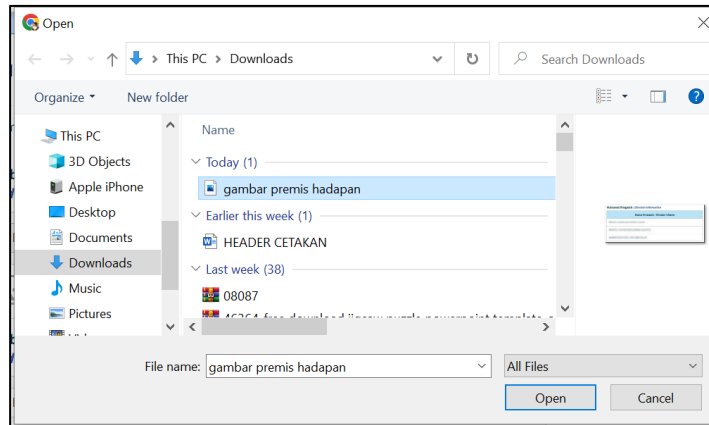 Open
This PC > Downloads
Search Downloads
Organize
New folder
This PC
3D Objects
Apple iPhone
Desktop
Documents
Downloads
Music
Pictures
Name
Today (1)
gambar premis hadapan
Earlier this week (1)
HEADER CETAKAN
Last week (38)
08087
File name: gambar premis hadapan
All Files
Open
Cancel